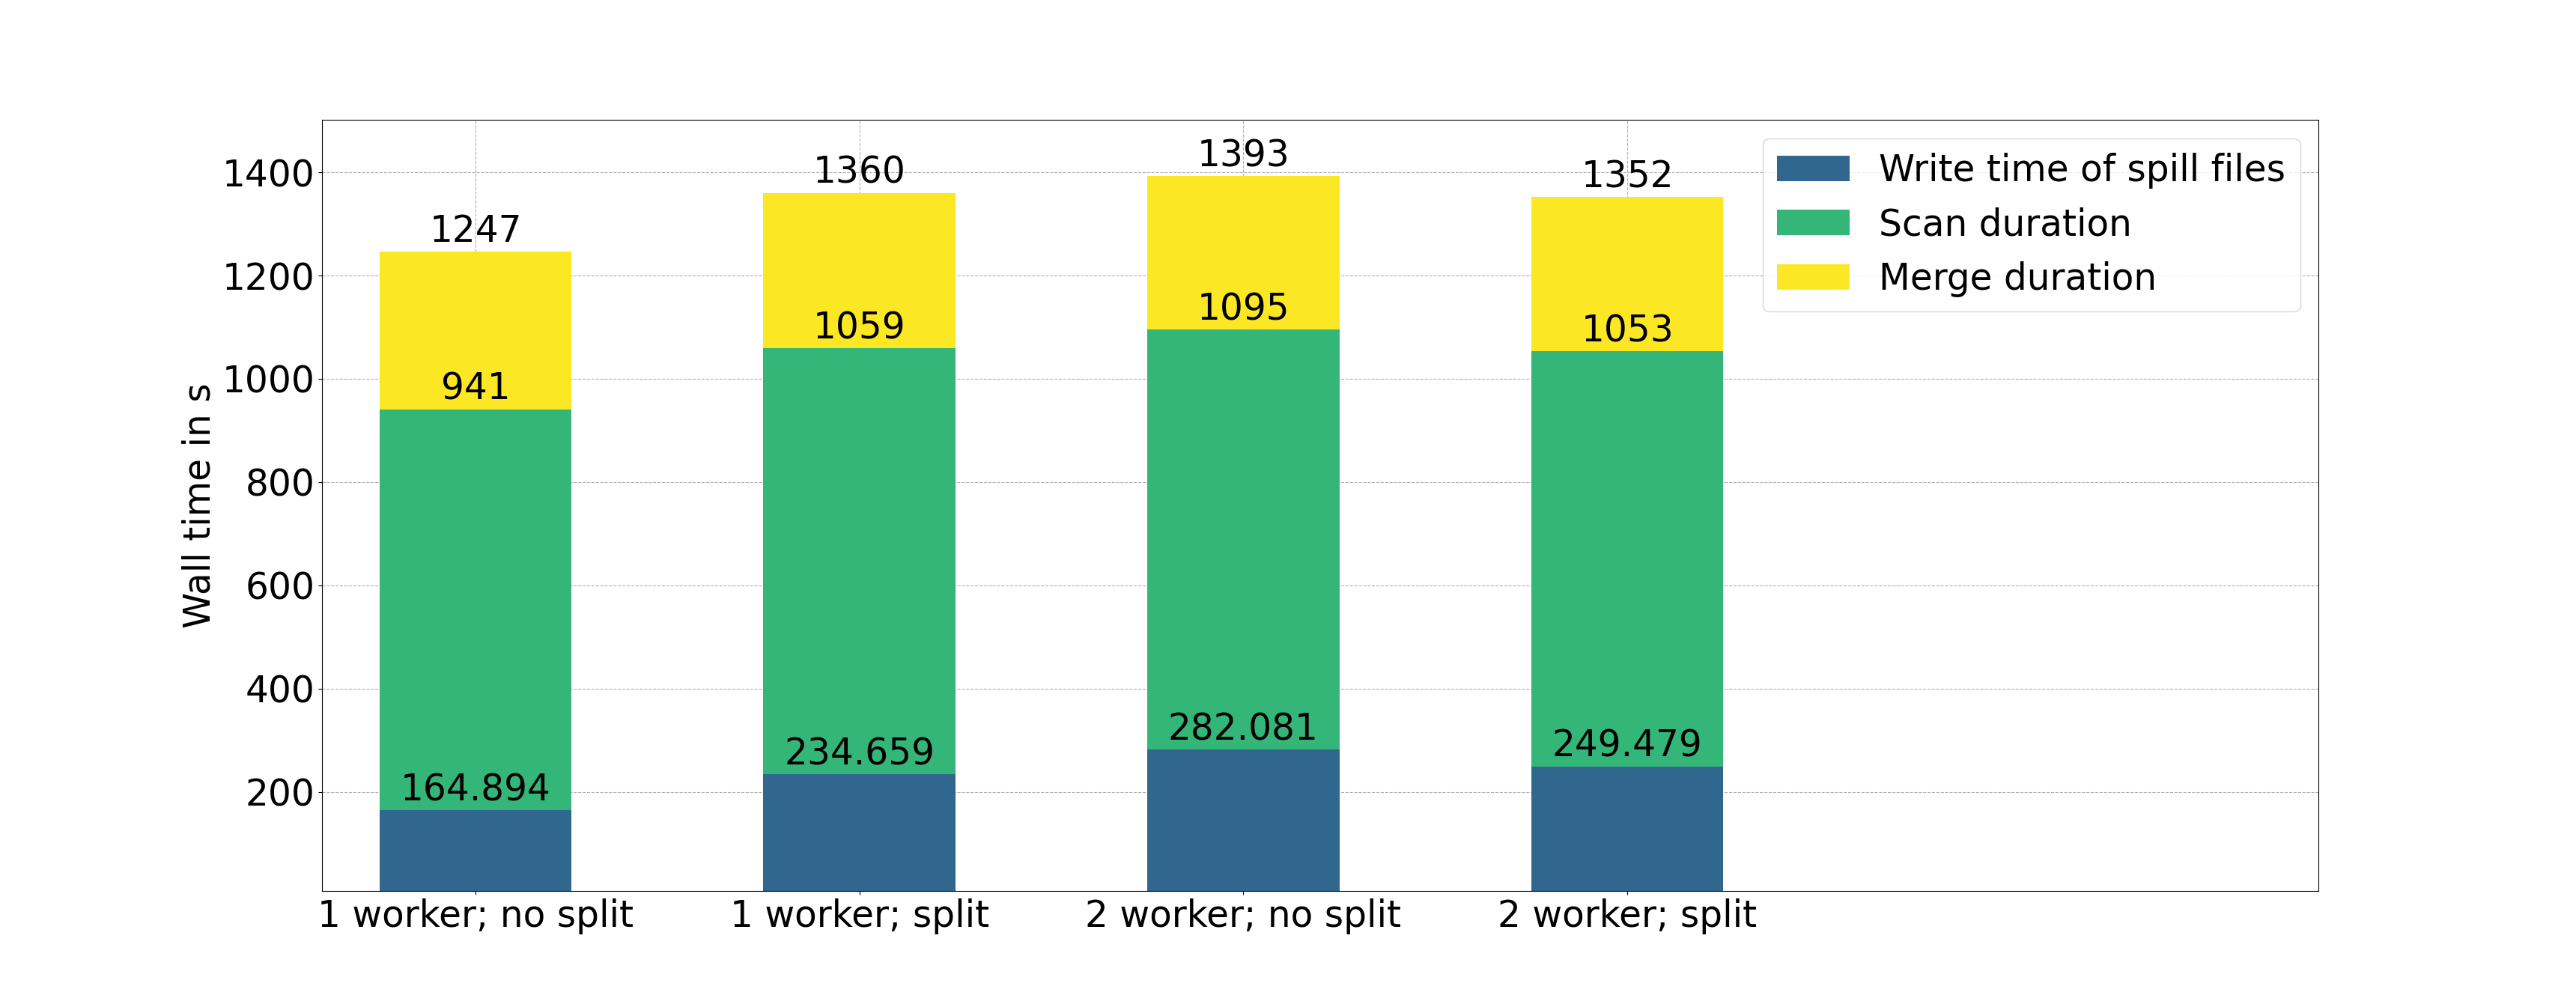 1393
1360
1352
1247
1400
1200
1000
800
600
400
200
Wall time in s
1059
1095
1053
941
282.081
249.479
234.659
164.894
1 worker; no split
1 worker; split
2 worker; no split
2 worker; split
Write time of spill files
Scan duration
Merge duration